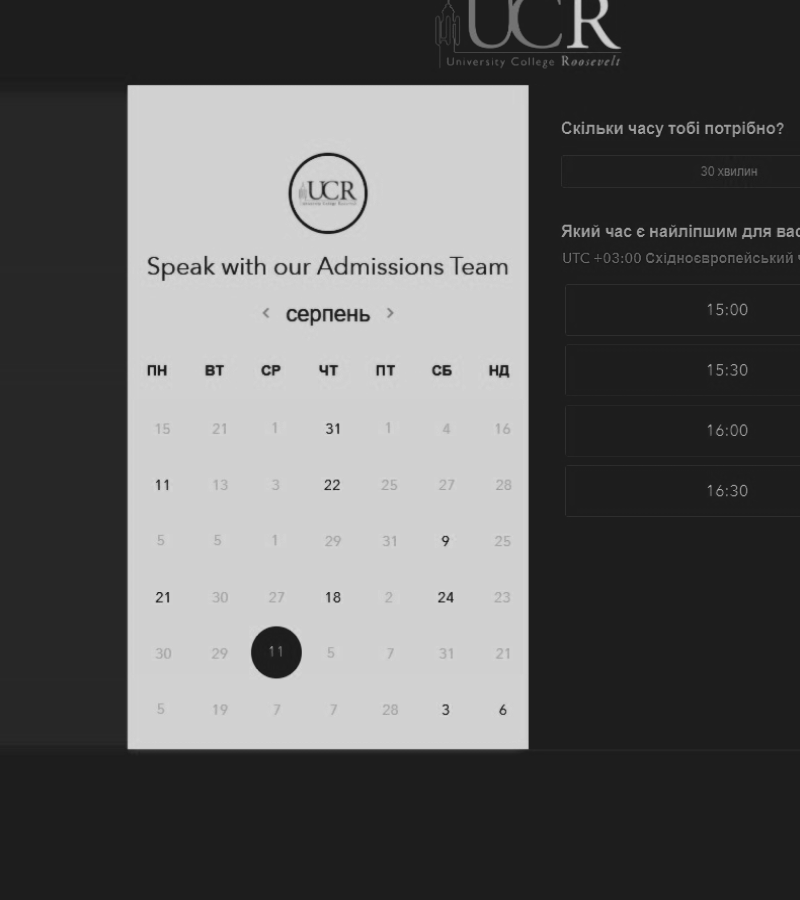 UCR
University College Roosevelt
UCR
Speak with our Admissions Team
серпень
ПН ВТ СР ЧТ ПТ СБ НД
15 21 1 31 1 4 16
11 13 3 22 25 27 28
5 5 1 29 31 9 25
21 30 27 18 2 24 23
30 29 11 5 7 31 21
5 19 7 7 28 3 6
Скільки часу тобі потрібно?
30 хвилин
Який час є найліпшим для вас
UTC +03:00 Східноєвропейський ч
15:00
15:30
16:00
16:30